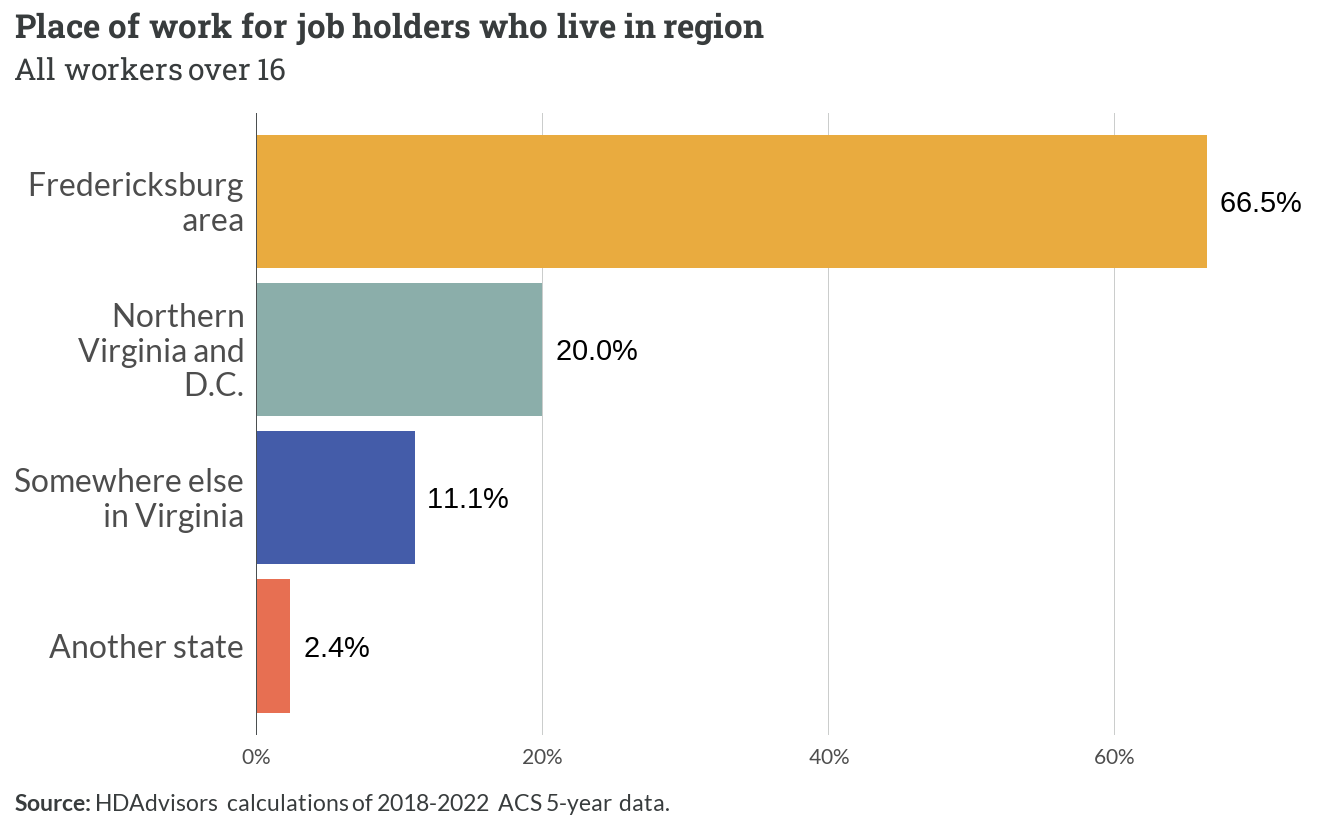 Place of work for job holders who live in region
All workers over 16
Fredericksburg
area
66.5%
Northern
Virginia and
D.C.
20.0%
Somewhere else
in Virginia
11.1%
Another state
2.4%
0%
20%
40%
60%
Source: HDAdvisors calculations of 2018-2022 ACS 5-year data.